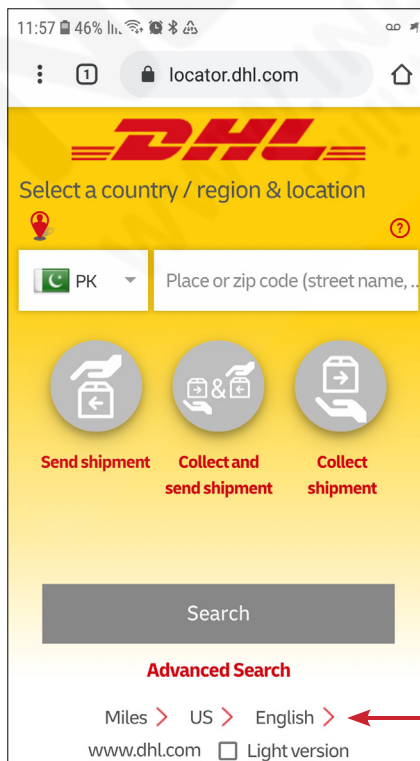 11:57 46%
1 locator.dhl.com
DHL
Select a country / region & location
?
PK Place or zip code (street name, ..
&
Send shipment Collect and send shipment Collect shipment
Search
Advanced Search
Miles > US > English >
www.dhl.com Light version